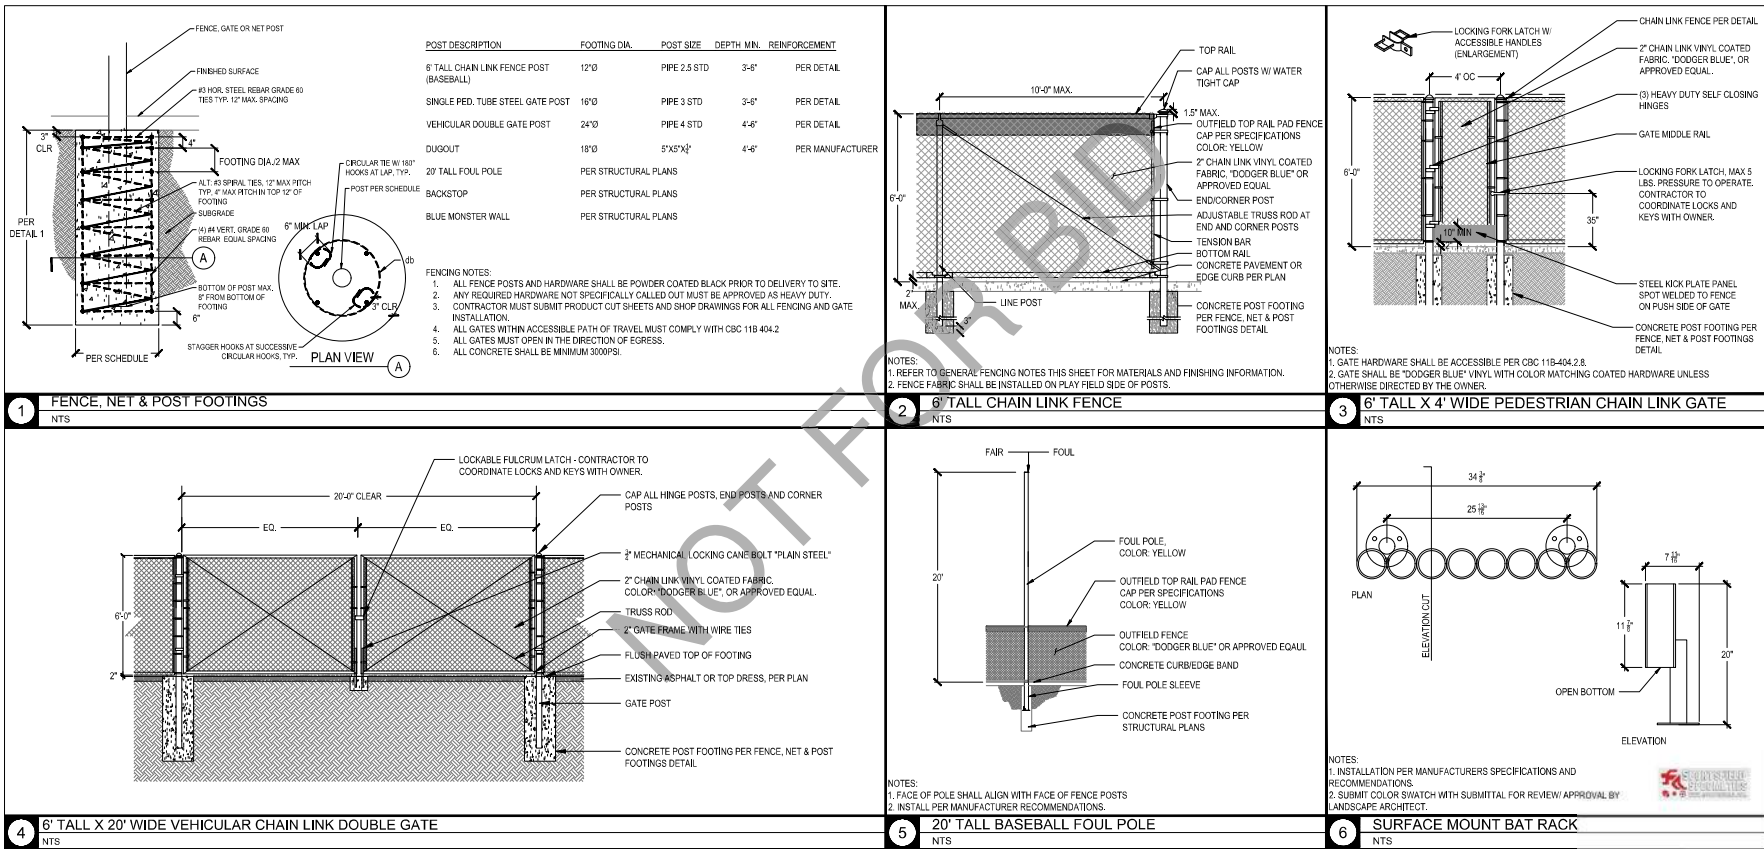 FENCE, GATE OR NET POST
FINISHED SURFACE
#3 HOR. STEEL REBAR GRADE 60
TIES TYP. 12" MAX. SPACING
3"
CLR
4"
FOOTING DIA./2 MAX
ALT: #3 SPIRAL TIES, 12" MAX PITCH
TYP, 4" MAX PITCH IN TOP 12" OF
FOOTING
SUBGRADE
(4) #4 VERT. GRADE 60
REBAR EQUAL SPACING
PER
DETAIL 1
A
BOTTOM OF POST MAX.
8" FROM BOTTOM OF
FOOTING
6"
PER SCHEDULE
CIRCULAR TIE W/ 180°
HOOKS AT LAP, TYP.
POST PER SCHEDULE
6" MIN. LAP
db
3" CLR
STAGGER HOOKS AT SUCCESSIVE
CIRCULAR HOOKS, TYP.
PLAN VIEW
A
POST DESCRIPTION FOOTING DIA. POST SIZE DEPTH MIN. REINFORCEMENT
6' TALL CHAIN LINK FENCE POST 12"Ø PIPE 2.5 STD 3'-6" PER DETAIL
(BASEBALL)
SINGLE PED. TUBE STEEL GATE POST 16"Ø PIPE 3 STD 3'-6" PER DETAIL
VEHICULAR DOUBLE GATE POST 24"Ø PIPE 4 STD 4'-6" PER DETAIL
DUGOUT 18"Ø 5"X5"X¼" 4'-6" PER MANUFACTURER
20' TALL FOUL POLE PER STRUCTURAL PLANS
BACKSTOP PER STRUCTURAL PLANS
BLUE MONSTER WALL PER STRUCTURAL PLANS
FENCING NOTES:
1. ALL FENCE POSTS AND HARDWARE SHALL BE POWDER COATED BLACK PRIOR TO DELIVERY TO SITE.
2. ANY REQUIRED HARDWARE NOT SPECIFICALLY CALLED OUT MUST BE APPROVED AS HEAVY DUTY.
3. CONTRACTOR MUST SUBMIT PRODUCT CUT SHEETS AND SHOP DRAWINGS FOR ALL FENCING AND GATE
INSTALLATION.
4. ALL GATES WITHIN ACCESSIBLE PATH OF TRAVEL MUST COMPLY WITH CBC 11B 404.2
5. ALL GATES MUST OPEN IN THE DIRECTION OF EGRESS.
6. ALL CONCRETE SHALL BE MINIMUM 3000PSI.
1 FENCE, NET & POST FOOTINGS
NTS
TOP RAIL
CAP ALL POSTS W/ WATER
TIGHT CAP
10'-0" MAX.
1.5" MAX.
OUTFIELD TOP RAIL PAD FENCE
CAP PER SPECIFICATIONS
COLOR: YELLOW
2" CHAIN LINK VINYL COATED
FABRIC, "DODGER BLUE" OR
APPROVED EQUAL
END/CORNER POST
6'-0"
ADJUSTABLE TRUSS ROD AT
END AND CORNER POSTS
TENSION BAR
BOTTOM RAIL
CONCRETE PAVEMENT OR
EDGE CURB PER PLAN
2"
MAX
LINE POST
3"
CONCRETE POST FOOTING
PER FENCE, NET & POST
FOOTINGS DETAIL
NOTES:
1. REFER TO GENERAL FENCING NOTES THIS SHEET FOR MATERIALS AND FINISHING INFORMATION.
2. FENCE FABRIC SHALL BE INSTALLED ON PLAY FIELD SIDE OF POSTS.
2 6' TALL CHAIN LINK FENCE
NTS
LOCKING FORK LATCH W/
ACCESSIBLE HANDLES
(ENLARGEMENT)
CHAIN LINK FENCE PER DETAIL
2" CHAIN LINK VINYL COATED
FABRIC. "DODGER BLUE", OR
APPROVED EQUAL.
4' OC
(3) HEAVY DUTY SELF CLOSING
HINGES
GATE MIDDLE RAIL
6'-0"
LOCKING FORK LATCH, MAX 5
LBS. PRESSURE TO OPERATE.
CONTRACTOR TO
COORDINATE LOCKS AND
KEYS WITH OWNER.
35"
10" MIN
2"
STEEL KICK PLATE PANEL
SPOT WELDED TO FENCE
ON PUSH SIDE OF GATE
CONCRETE POST FOOTING PER
FENCE, NET & POST FOOTINGS
DETAIL
NOTES:
1. GATE HARDWARE SHALL BE ACCESSIBLE PER CBC 11B-404.2.8.
2. GATE SHALL BE "DODGER BLUE" VINYL WITH COLOR MATCHING COATED HARDWARE UNLESS
OTHERWISE DIRECTED BY THE OWNER.
3 6' TALL X 4' WIDE PEDESTRIAN CHAIN LINK GATE
NTS
LOCKABLE FULCRUM LATCH - CONTRACTOR TO
COORDINATE LOCKS AND KEYS WITH OWNER.
20'-0" CLEAR
CAP ALL HINGE POSTS, END POSTS AND CORNER
POSTS
EQ. EQ.
MECHANICAL LOCKING CANE BOLT "PLAIN STEEL"
2" CHAIN LINK VINYL COATED FABRIC.
COLOR: "DODGER BLUE", OR APPROVED EQUAL.
6'-0"
TRUSS ROD
2" GATE FRAME WITH WIRE TIES
FLUSH PAVED TOP OF FOOTING
2"
EXISTING ASPHALT OR TOP DRESS, PER PLAN
GATE POST
CONCRETE POST FOOTING PER FENCE, NET & POST
FOOTINGS DETAIL
4 6' TALL X 20' WIDE VEHICULAR CHAIN LINK DOUBLE GATE
NTS
FAIR FOUL
20'
FOUL POLE,
COLOR: YELLOW
OUTFIELD TOP RAIL PAD FENCE
CAP PER SPECIFICATIONS
COLOR: YELLOW
OUTFIELD FENCE
COLOR: "DODGER BLUE" OR APPROVED EQAUL
CONCRETE CURB/EDGE BAND
FOUL POLE SLEEVE
CONCRETE POST FOOTING PER
STRUCTURAL PLANS
NOTES:
1. FACE OF POLE SHALL ALIGN WITH FACE OF FENCE POSTS
2. INSTALL PER MANUFACTURER RECOMMENDATIONS.
5 20' TALL BASEBALL FOUL POLE
NTS
34 3/8"
25 13/16"
PLAN
ELEVATION CUT
7 13/16"
11 7/8"
20"
OPEN BOTTOM
ELEVATION
NOTES:
1. INSTALLATION PER MANUFACTURERS SPECIFICATIONS AND
RECOMMENDATIONS.
2. SUBMIT COLOR SWATCH WITH SUBMITTAL FOR REVIEW/ APPROVAL BY
LANDSCAPE ARCHITECT.
SPORTSFIELD
SPECIALTIES
6 SURFACE MOUNT BAT RACK
NTS
NOT FOR BID